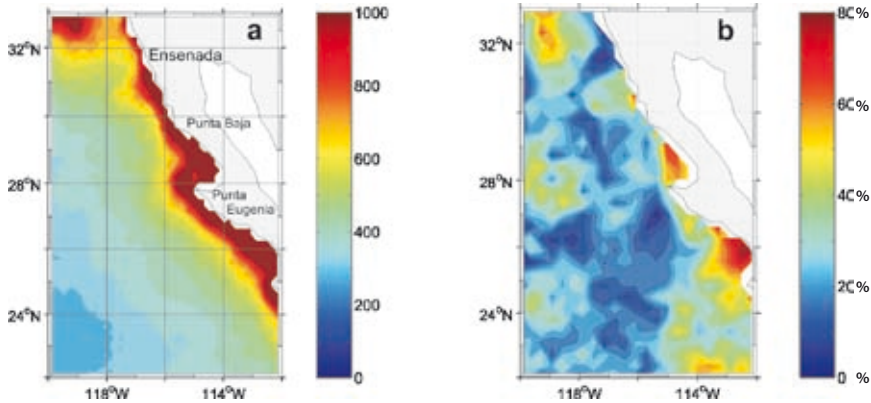 a
32°N
28°N
24°N
118°W
114°W
Ensenada
Punta Baja
Punta
Eugenia
1000
800
600
400
200
0
b
32°N
28°N
24°N
118°W
114°W
80%
60%
40%
20%
0 %